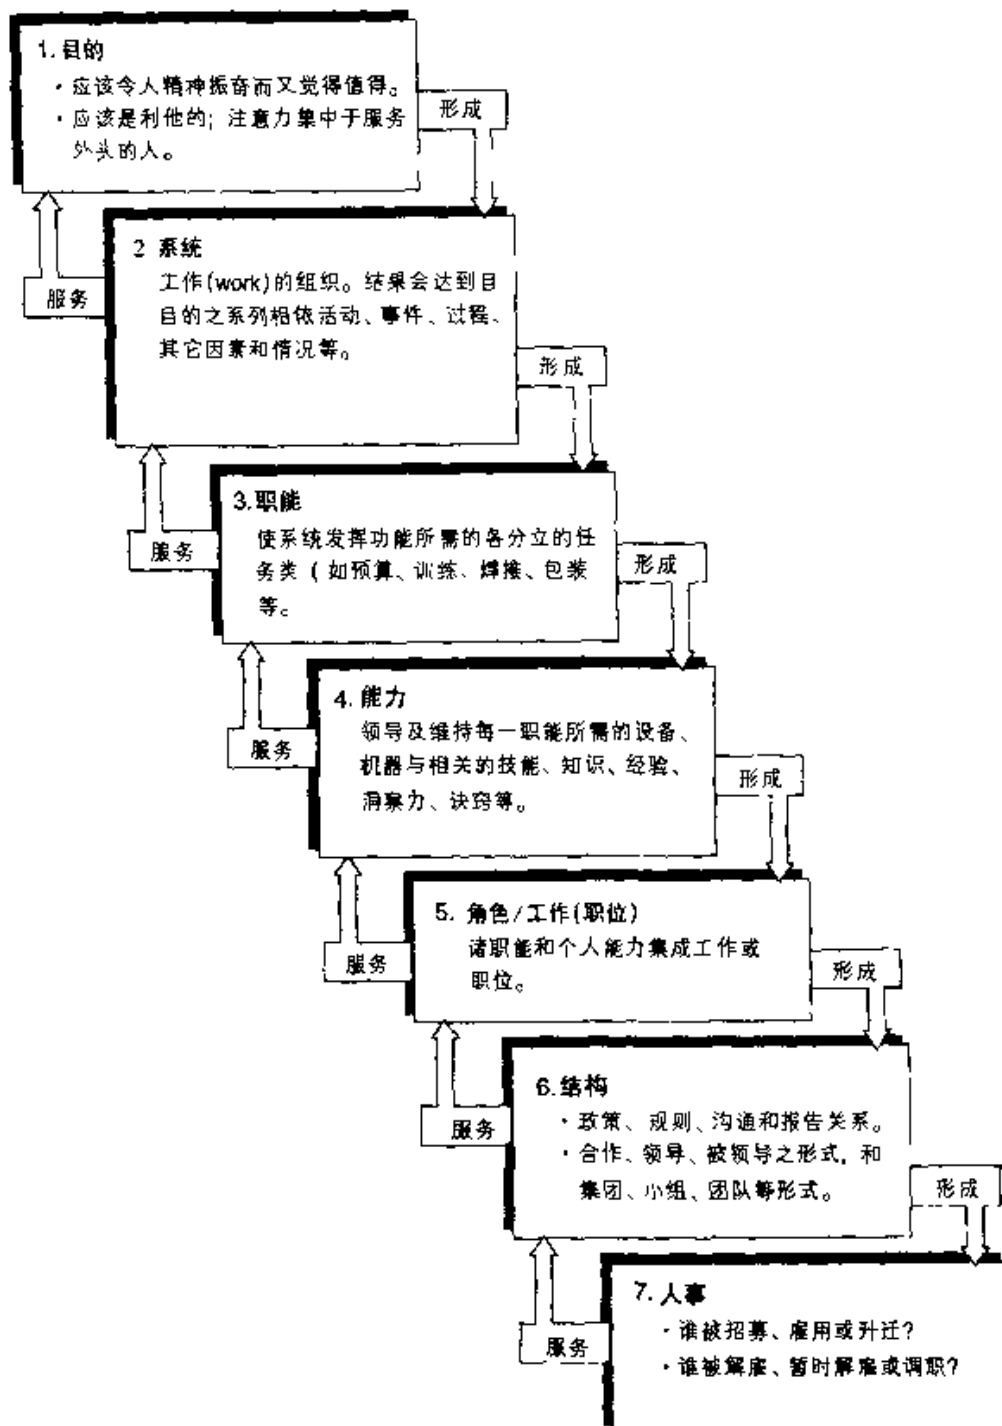 1. 目的
· 应该令人精神振奋而又觉得值得。
· 应该是利他的; 注意力集中于服务
外头的人。
形成
服务
2 系统
工作(work)的组织。结果会达到目
目的之系列相依活动、事件、过程、
其它因素和情况等。
形成
服务
3. 职能
使系统发挥功能所需的各分立的任
务类 ( 如预算、训练、焊接、包装
等。
形成
服务
4. 能力
领导及维持每一职能所需的设备、
机器与相关的技能、知识、经验、
洞察力、诀窍等。
形成
服务
5. 角色/工作(职位)
诸职能和个人能力集成工作或
职位。
形成
服务
6. 结构
· 政策、规则、沟通和报告关系。
· 合作、领导、被领导之形式, 和
集团、小组、团队等形式。
形成
服务
7. 人事
· 谁被招募、雇用或升迁?
· 谁被解雇、暂时解雇或调职?